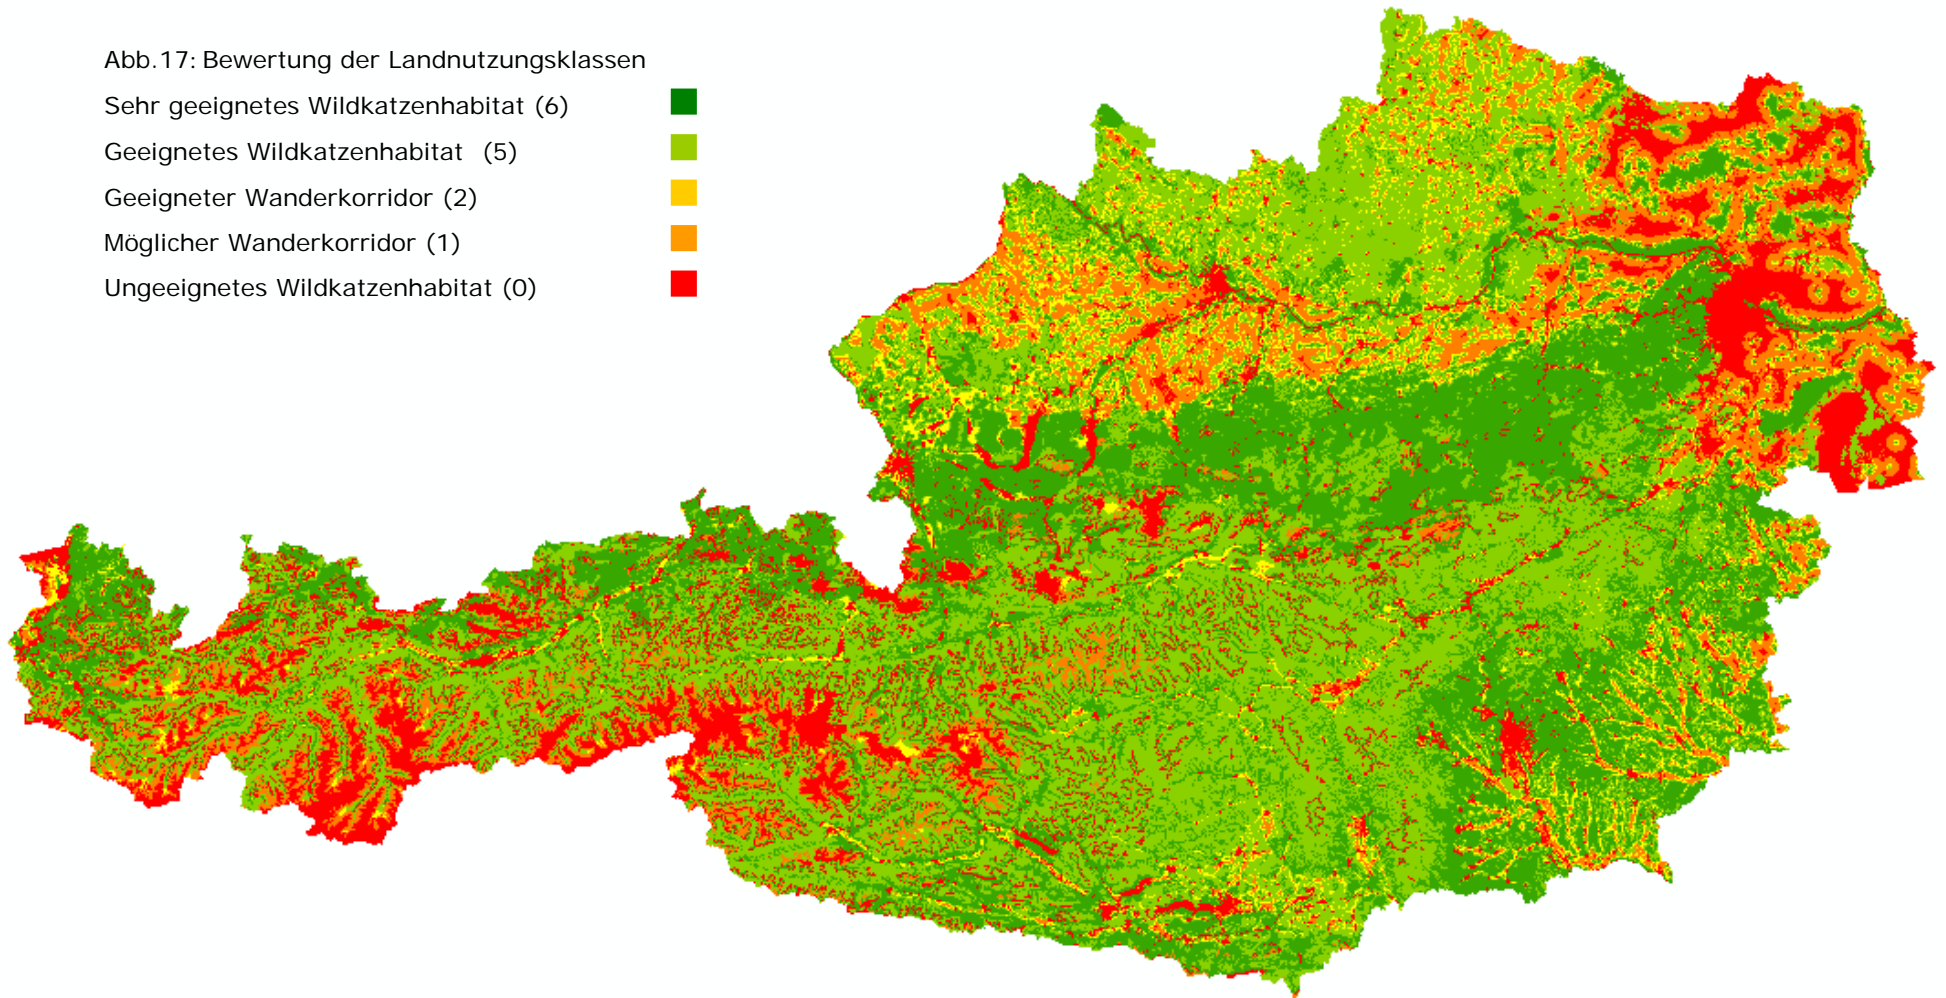 Abb.17: Bewertung der Landnutzungsklassen
Sehr geeignetes Wildkatzenhabitat (6)
Geeignetes Wildkatzenhabitat (5)
Geeigneter Wanderkorridor (2)
Möglicher Wanderkorridor (1)
Ungeeignetes Wildkatzenhabitat (0)